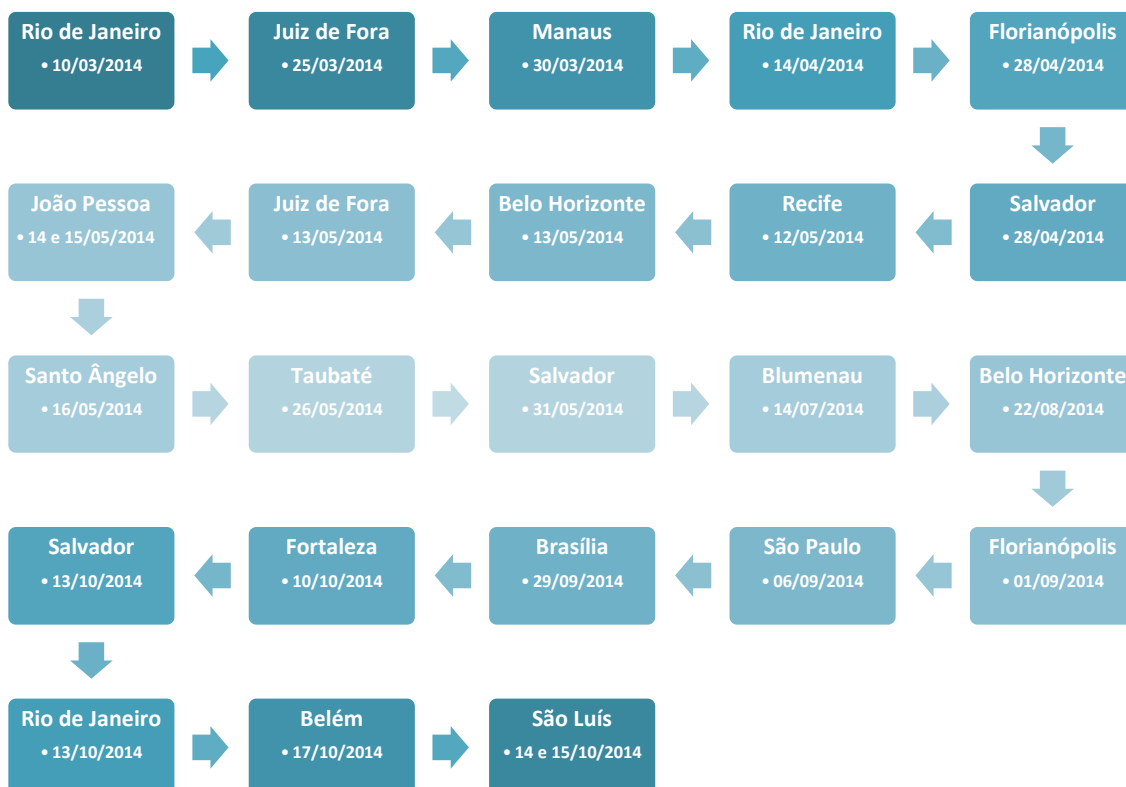 Rio de Janeiro
• 10/03/2014
Juiz de Fora
• 25/03/2014
Manaus
• 30/03/2014
Rio de Janeiro
• 14/04/2014
Florianópolis
• 28/04/2014
Salvador
• 28/04/2014
Recife
• 12/05/2014
Belo Horizonte
• 13/05/2014
Juiz de Fora
• 13/05/2014
João Pessoa
• 14 e 15/05/2014
Santo Ângelo
• 16/05/2014
Taubaté
• 26/05/2014
Salvador
• 31/05/2014
Blumenau
• 14/07/2014
Belo Horizonte
• 22/08/2014
Florianópolis
• 01/09/2014
São Paulo
• 06/09/2014
Brasília
• 29/09/2014
Fortaleza
• 10/10/2014
Salvador
• 13/10/2014
Rio de Janeiro
• 13/10/2014
Belém
• 17/10/2014
São Luís
• 14 e 15/10/2014